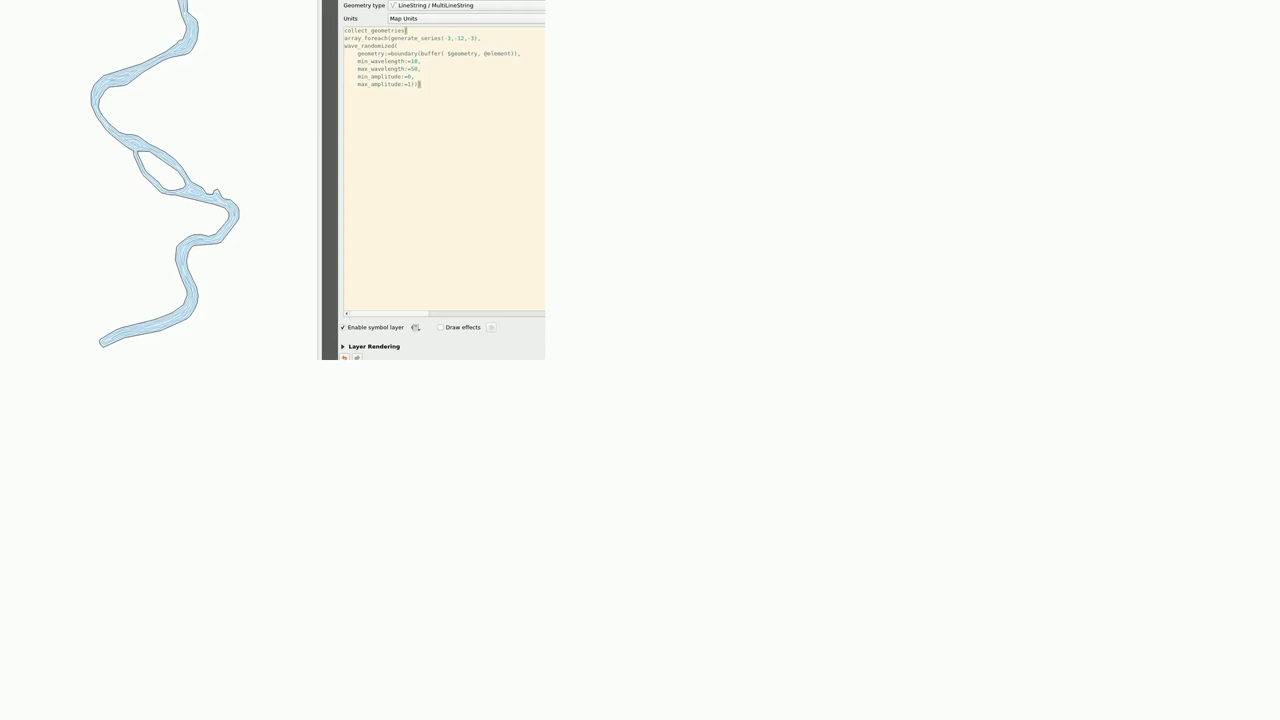 Geometry type LineString / MultiLineString
Units Map Units
collect_geometries(
array_foreach(generate_series(-3,-12,-3),
wave_randomized(
geometry:=boundary(buffer( $geometry, @element)),
min_wavelength:=10,
max_wavelength:=50,
min_amplitude:=0,
max_amplitude:=1)))
Enable symbol layer Draw effects
Layer Rendering